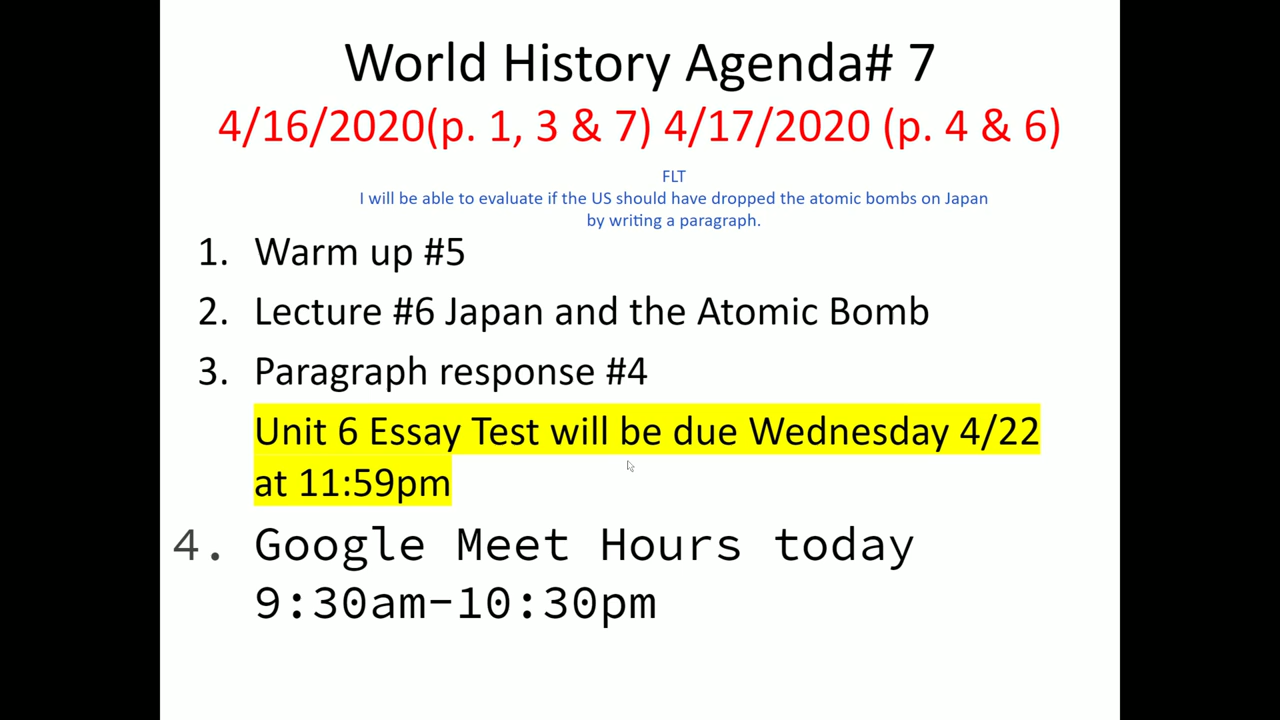 World History Agenda# 7
4/16/2020(p. 1, 3 & 7) 4/17/2020 (p. 4 & 6)
FLT
I will be able to evaluate if the US should have dropped the atomic bombs on Japan
by writing a paragraph.
1. Warm up #5
2. Lecture #6 Japan and the Atomic Bomb
3. Paragraph response #4
Unit 6 Essay Test will be due Wednesday 4/22
at 11:59pm
4. Google Meet Hours today
9:30am-10:30pm